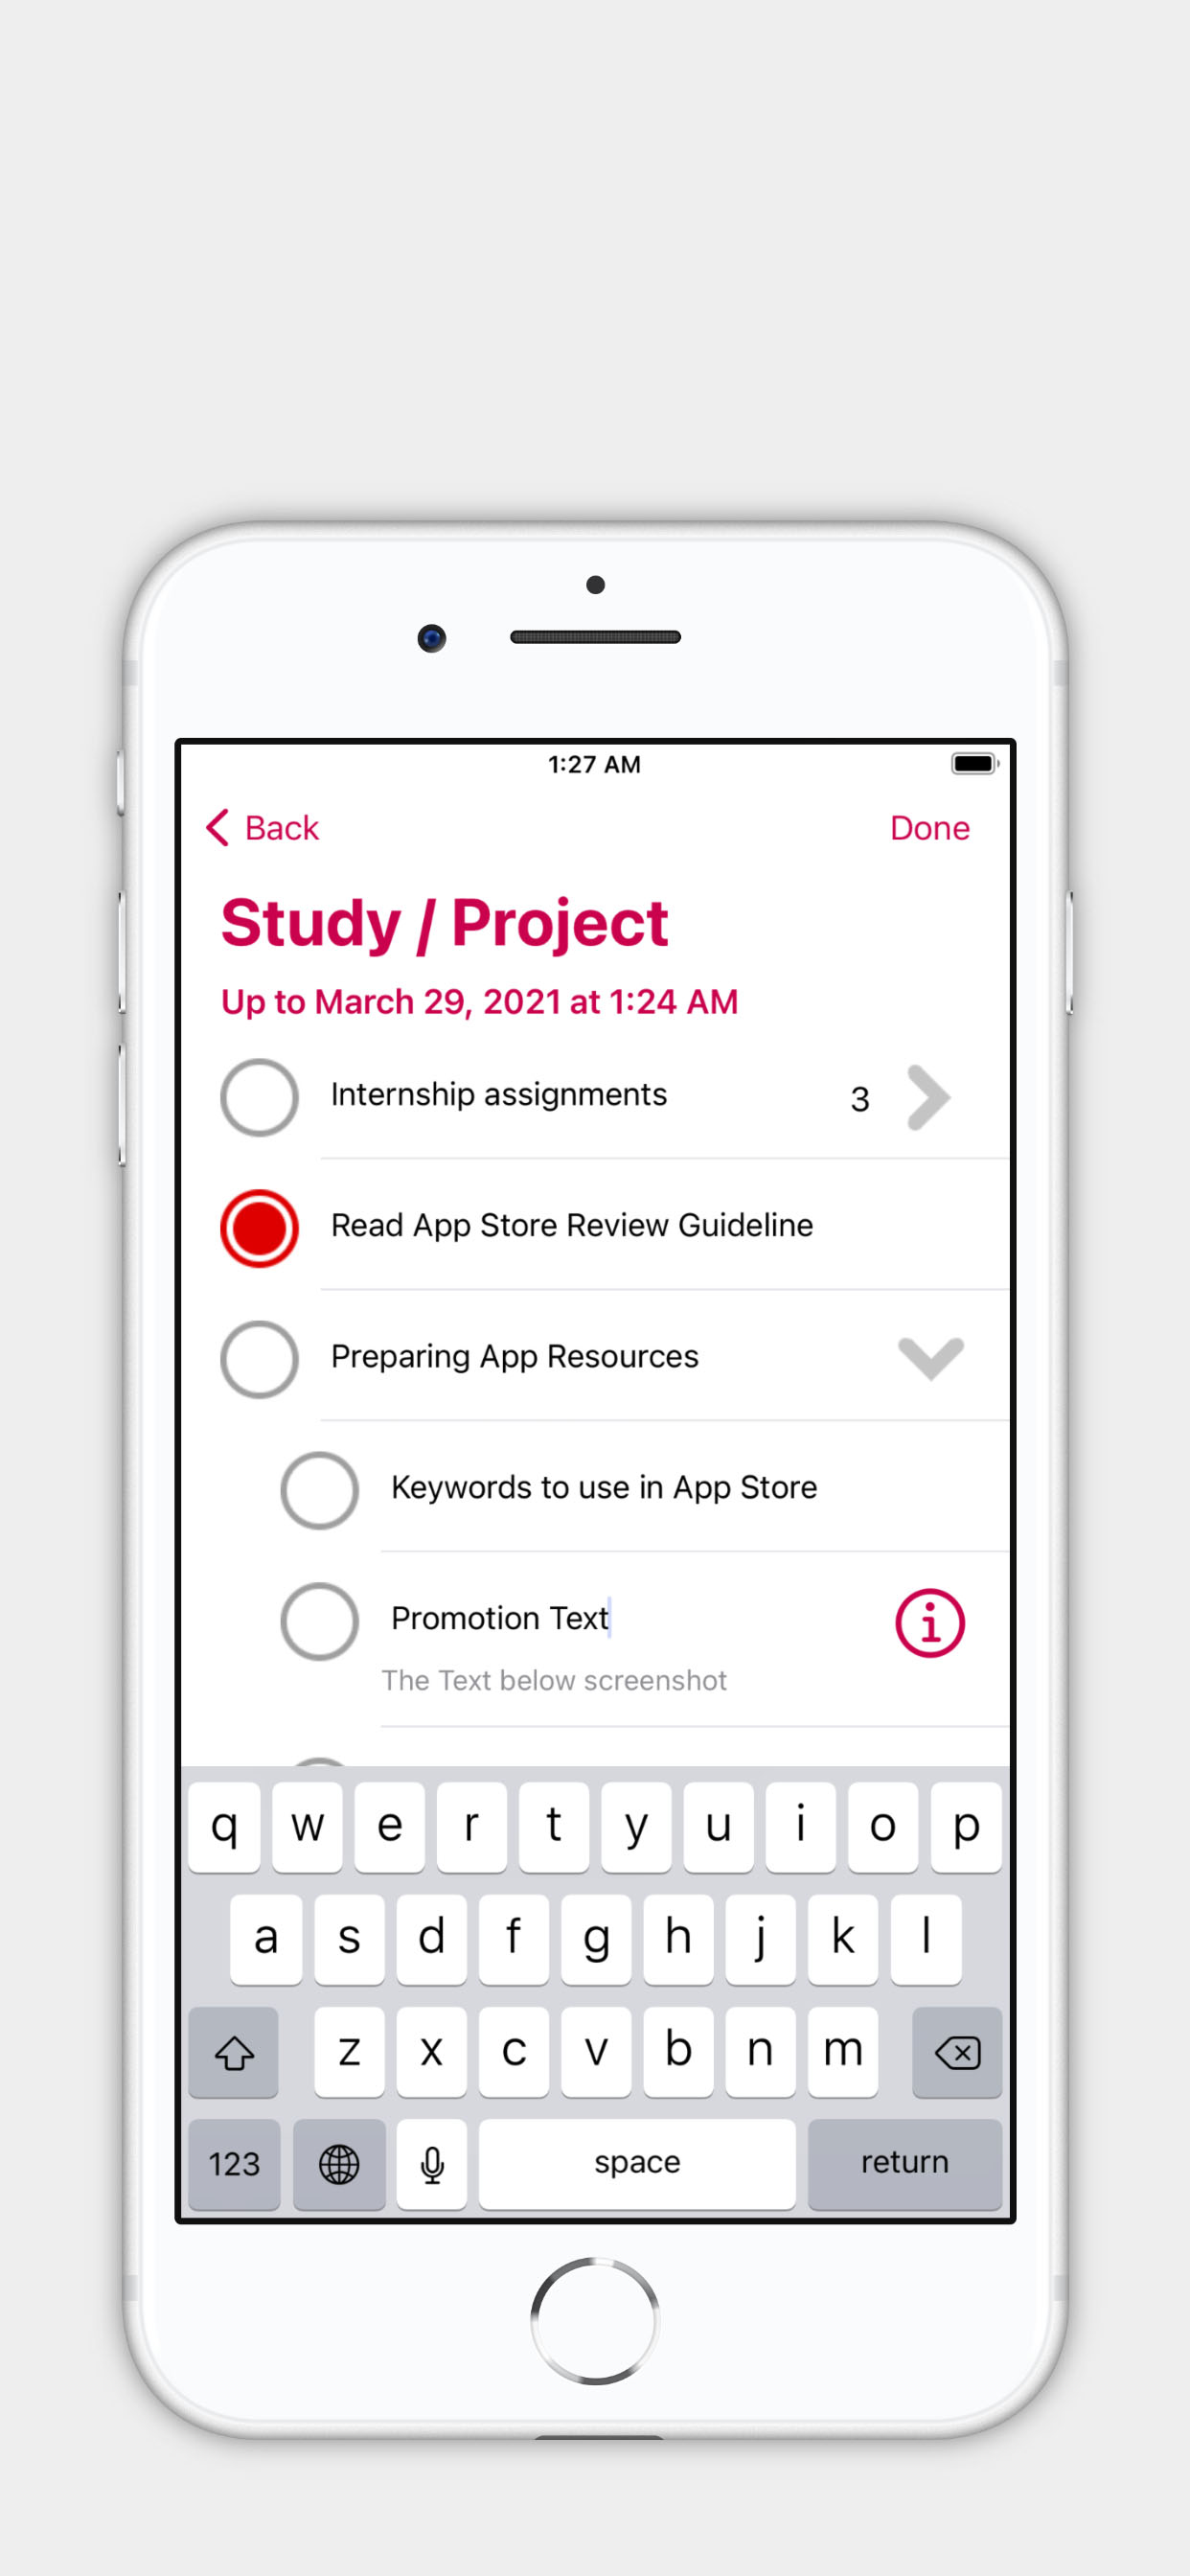 1:27 AM
Back Done
Study / Project
Up to March 29, 2021 at 1:24 AM
Internship assignments 3
Read App Store Review Guideline
Preparing App Resources
Keywords to use in App Store
Promotion Text
The Text below screenshot
q w e r t y u i o p
a s d f g h j k l
z x c v b n m
123 space return